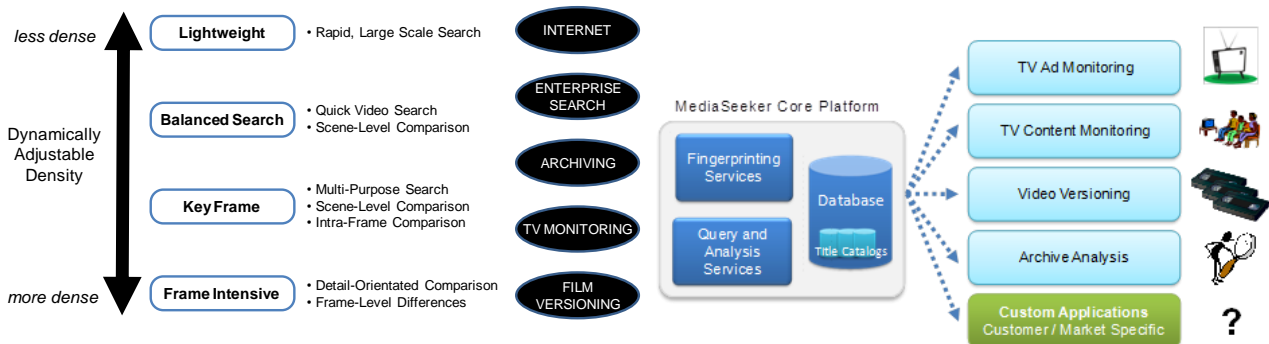 less dense
Dynamically
Adjustable
Density
more dense
Lightweight
• Rapid, Large Scale Search
Balanced Search
• Quick Video Search
• Scene-Level Comparison
Key Frame
• Multi-Purpose Search
• Scene-Level Comparison
• Intra-Frame Comparison
Frame Intensive
• Detail-Orientated Comparison
• Frame-Level Differences
INTERNET
ENTERPRISE
SEARCH
ARCHIVING
TV MONITORING
FILM
VERSIONING
MediaSeeker Core Platform
Fingerprinting
Services
Query and
Analysis
Services
Database
Title Catalogs
TV Ad Monitoring
TV Content Monitoring
Video Versioning
Archive Analysis
Custom Applications
Customer / Market Specific
?